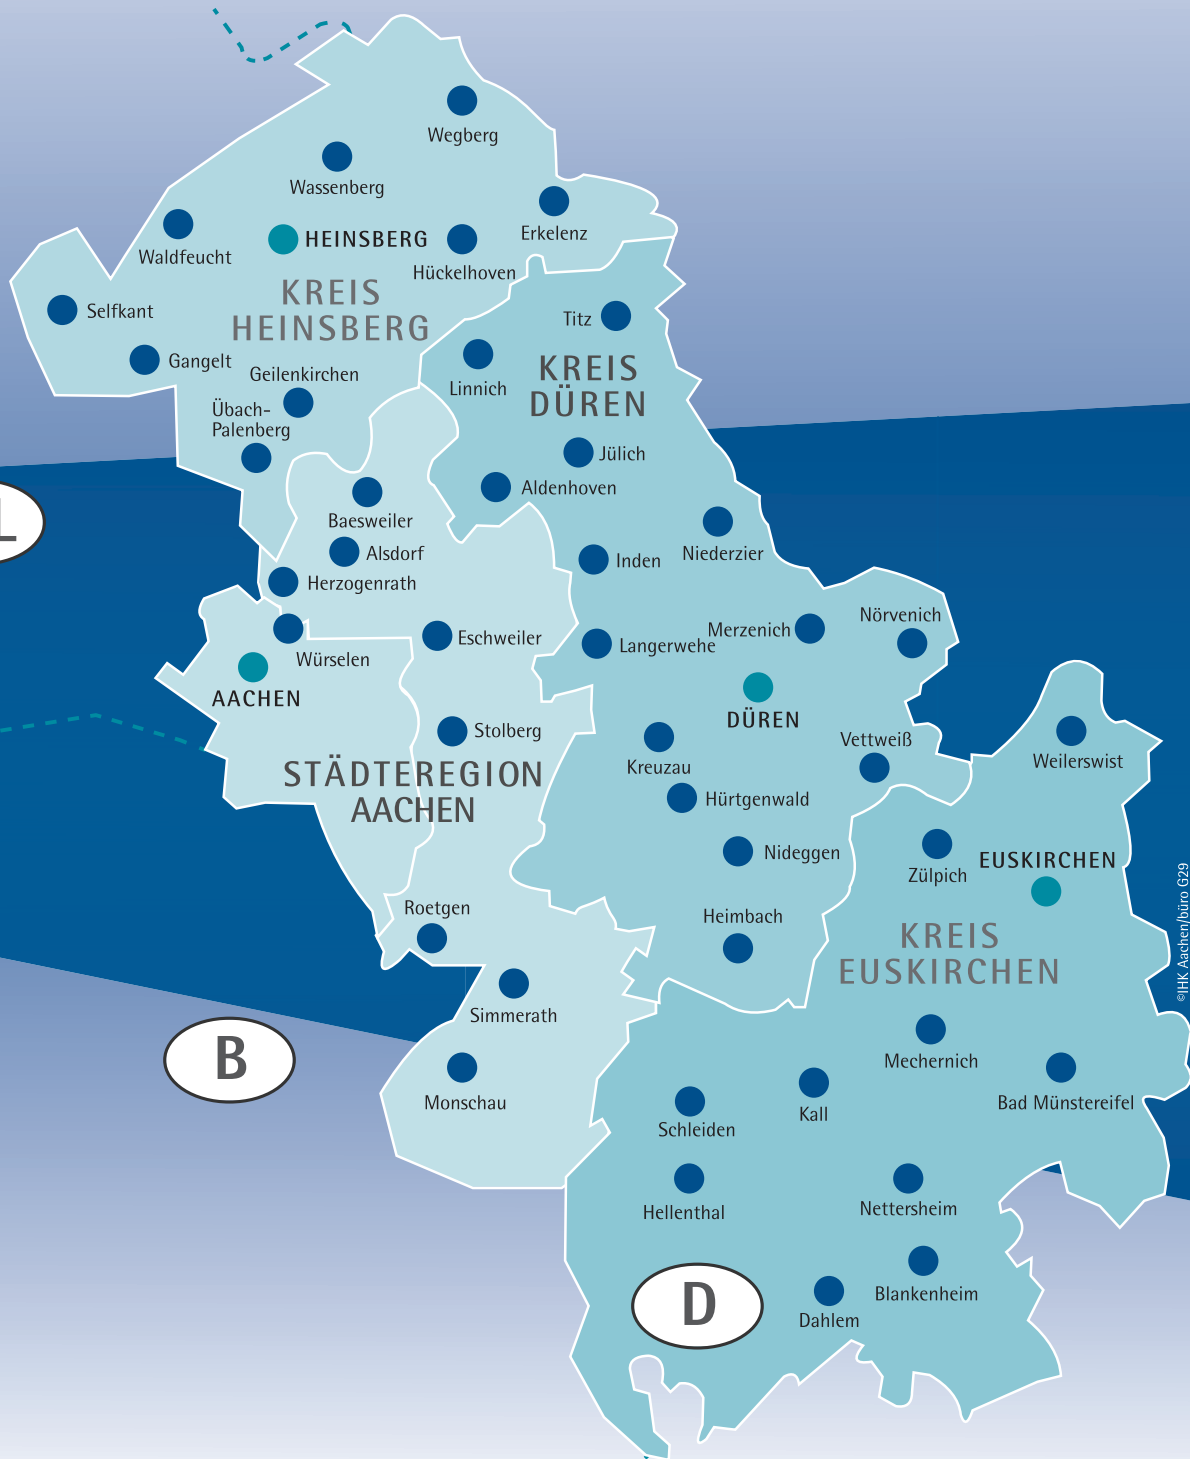 Wegberg
Wassenberg
Erkelenz
HEINSBERG
Waldfeucht
Hückelhoven
KREIS
HEINSBERG
Selfkant
Titz
Gangelt
Geilenkirchen
KREIS
DÜREN
Linnich
Übach-
Palenberg
Jülich
Aldenhoven
Baesweiler
L
Alsdorf
Niederzier
Inden
Herzogenrath
Nörvenich
Merzenich
Eschweiler
Langerwehe
Würselen
AACHEN
DÜREN
Stolberg
Vettweiß
Weilerswist
Kreuzau
STÄDTEREGION
AACHEN
Hürtgenwald
Nideggen
EUSKIRCHEN
Zülpich
Roetgen
Heimbach
KREIS
EUSKIRCHEN
©IHK Aachen/büro G29
Simmerath
B
Mechernich
Monschau
Bad Münstereifel
Kall
Schleiden
Nettersheim
Hellenthal
Blankenheim
D
Dahlem